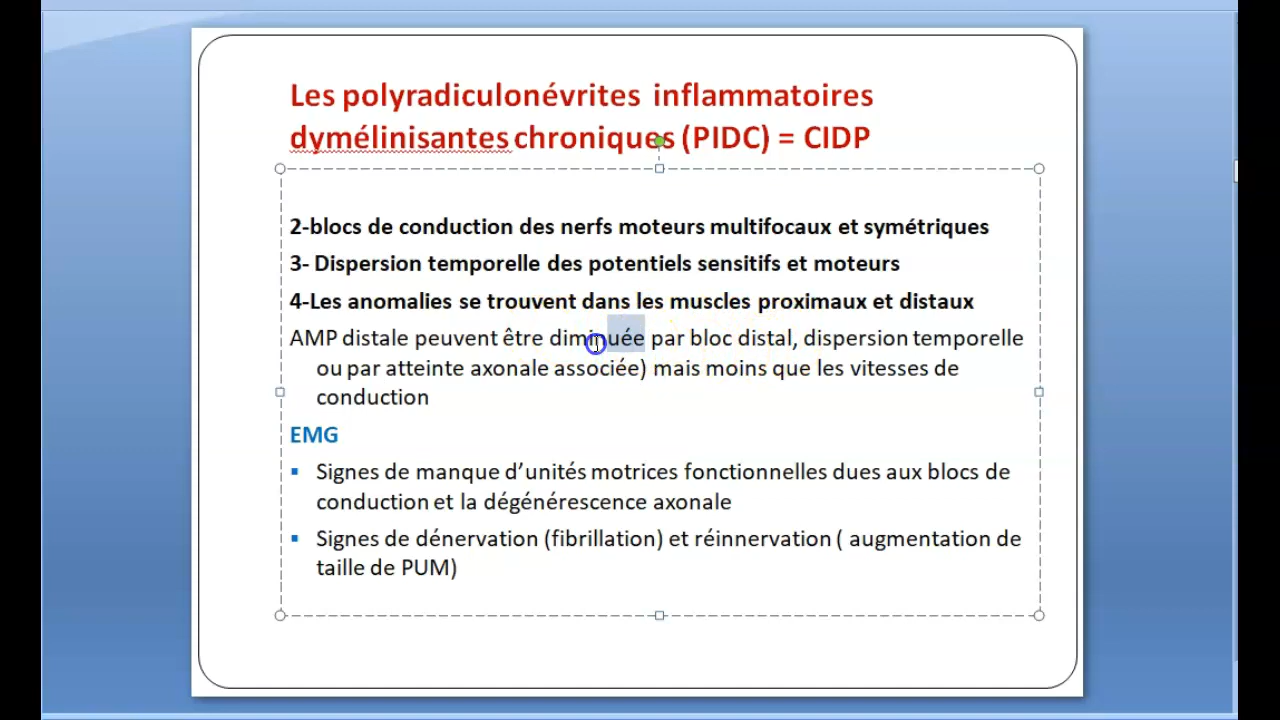 Les polyradiculonévrites inflammatoires
dymélinisantes chroniques (PIDC) = CIDP
2-blocs de conduction des nerfs moteurs multifocaux et symétriques
3- Dispersion temporelle des potentiels sensitifs et moteurs
4-Les anomalies se trouvent dans les muscles proximaux et distaux
AMP distale peuvent être diminuée par bloc distal, dispersion temporelle
ou par atteinte axonale associée) mais moins que les vitesses de
conduction
EMG
▪ Signes de manque d’unités motrices fonctionnelles dues aux blocs de
conduction et la dégénérescence axonale
▪ Signes de dénervation (fibrillation) et réinnervation ( augmentation de
taille de PUM)